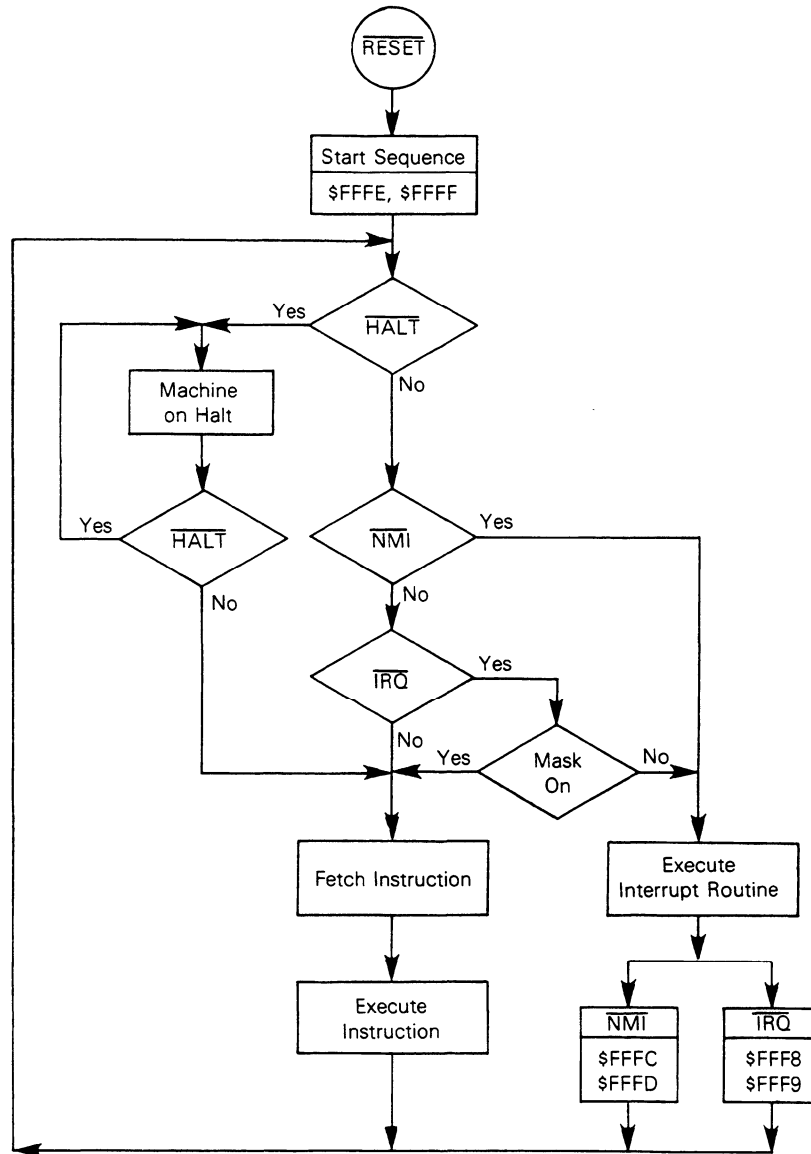 RESET
Start Sequence
$FFFE, $FFFF
Yes
HALT
No
Machine
on Halt
Yes
HALT
No
NMI
Yes
No
IRQ
Yes
No
Yes
Mask
On
No
Fetch Instruction
Execute
Interrupt Routine
Execute
Instruction
NMI
$FFFC
$FFFD
IRQ
$FFF8
$FFF9